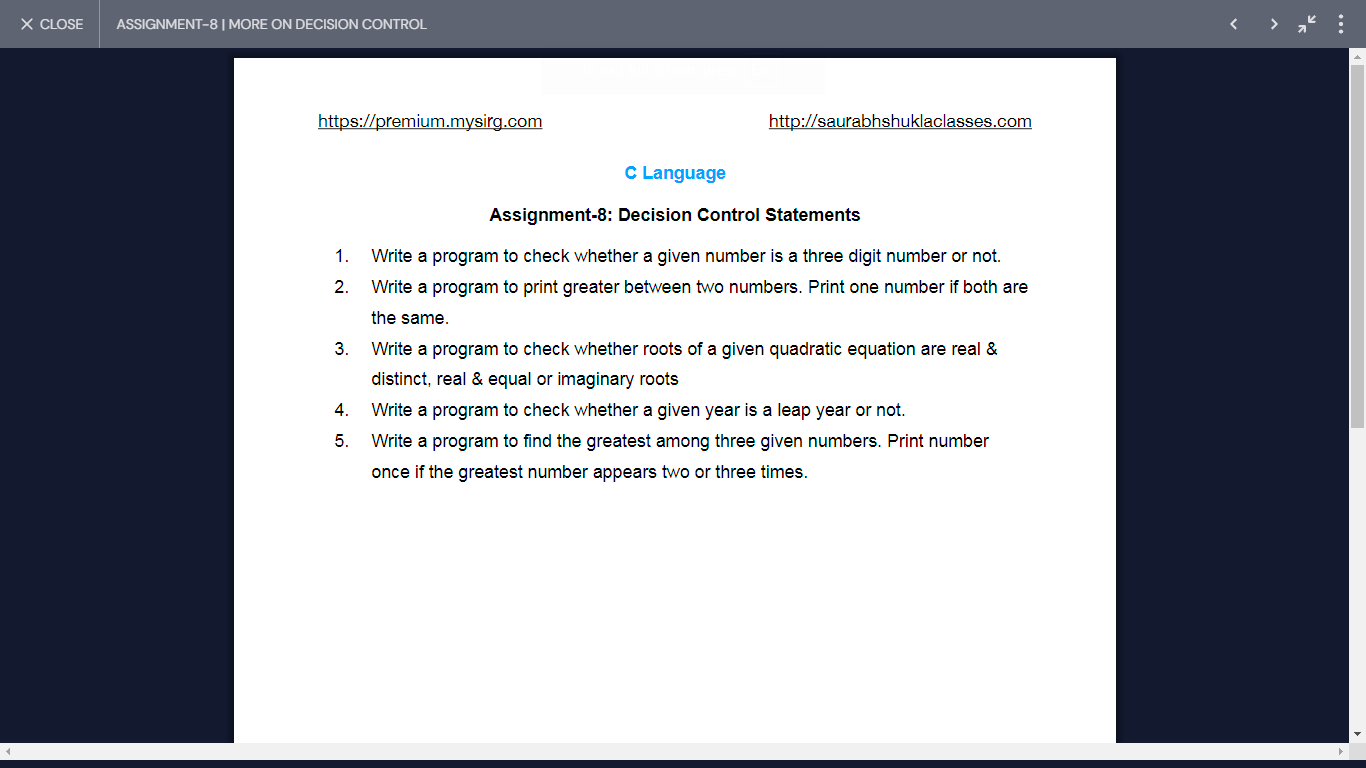 CLOSE ASSIGNMENT-8 | MORE ON DECISION CONTROL
https://premium.mysirg.com http://saurabhshuklaclasses.com
C Language
Assignment-8: Decision Control Statements
1. Write a program to check whether a given number is a three digit number or not.
2. Write a program to print greater between two numbers. Print one number if both are
the same.
3. Write a program to check whether roots of a given quadratic equation are real &
distinct, real & equal or imaginary roots
4. Write a program to check whether a given year is a leap year or not.
5. Write a program to find the greatest among three given numbers. Print number
once if the greatest number appears two or three times.